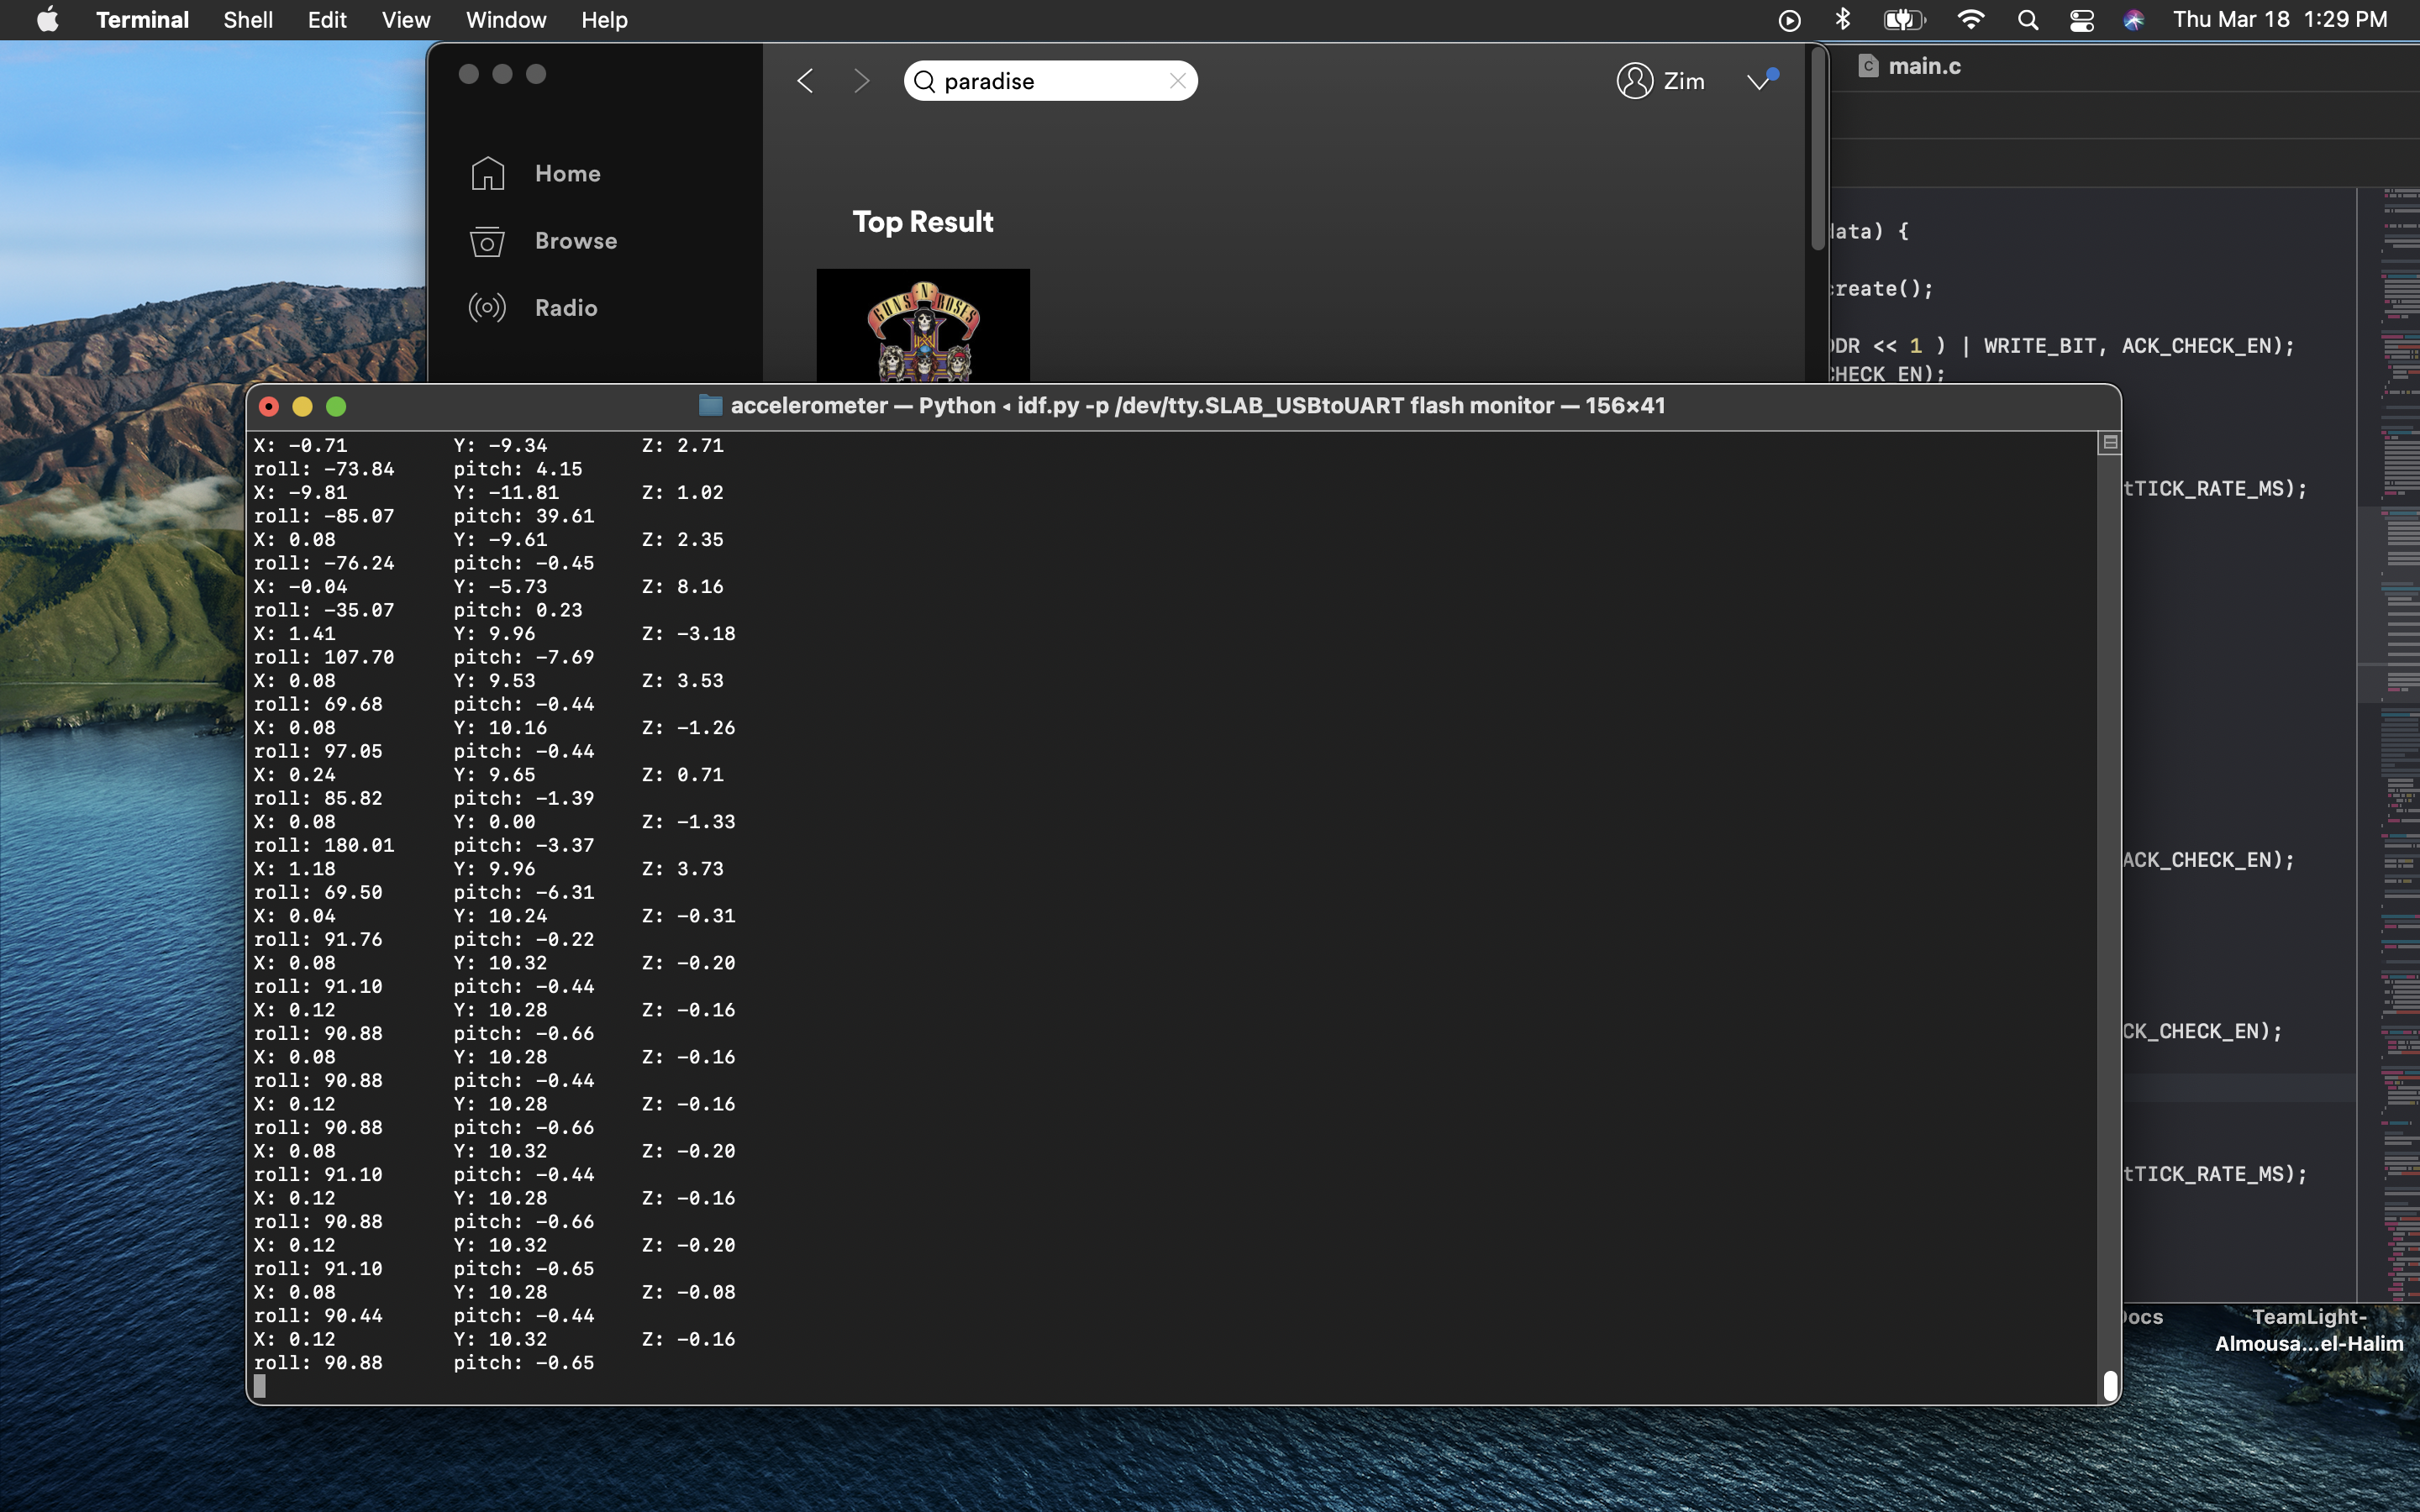 Terminal Shell Edit View Window Help Thu Mar 18 1:29 PM
paradise
Zim
main.c
Home
Browse
Radio
Top Result
GUNS N' ROSES
data) {
create();
DDR << 1 ) | WRITE_BIT, ACK_CHECK_EN);
CHECK_EN);
tTICK_RATE_MS);
ACK_CHECK_EN);
CK_CHECK_EN);
tTICK_RATE_MS);
accelerometer — Python ◂ idf.py -p /dev/tty.SLAB_USBtoUART flash monitor — 156×41
X: -0.71 Y: -9.34 Z: 2.71
roll: -73.84 pitch: 4.15
X: -9.81 Y: -11.81 Z: 1.02
roll: -85.07 pitch: 39.61
X: 0.08 Y: -9.61 Z: 2.35
roll: -76.24 pitch: -0.45
X: -0.04 Y: -5.73 Z: 8.16
roll: -35.07 pitch: 0.23
X: 1.41 Y: 9.96 Z: -3.18
roll: 107.70 pitch: -7.69
X: 0.08 Y: 9.53 Z: 3.53
roll: 69.68 pitch: -0.44
X: 0.08 Y: 10.16 Z: -1.26
roll: 97.05 pitch: -0.44
X: 0.24 Y: 9.65 Z: 0.71
roll: 85.82 pitch: -1.39
X: 0.08 Y: 0.00 Z: -1.33
roll: 180.01 pitch: -3.37
X: 1.18 Y: 9.96 Z: 3.73
roll: 69.50 pitch: -6.31
X: 0.04 Y: 10.24 Z: -0.31
roll: 91.76 pitch: -0.22
X: 0.08 Y: 10.32 Z: -0.20
roll: 91.10 pitch: -0.44
X: 0.12 Y: 10.28 Z: -0.16
roll: 90.88 pitch: -0.66
X: 0.08 Y: 10.28 Z: -0.16
roll: 90.88 pitch: -0.44
X: 0.12 Y: 10.28 Z: -0.16
roll: 90.88 pitch: -0.66
X: 0.08 Y: 10.32 Z: -0.20
roll: 91.10 pitch: -0.44
X: 0.12 Y: 10.28 Z: -0.16
roll: 90.88 pitch: -0.66
X: 0.12 Y: 10.32 Z: -0.20
roll: 91.10 pitch: -0.65
X: 0.08 Y: 10.28 Z: -0.08
roll: 90.44 pitch: -0.44
X: 0.12 Y: 10.32 Z: -0.16
roll: 90.88 pitch: -0.65
Docs
TeamLight-
Almousa...el-Halim